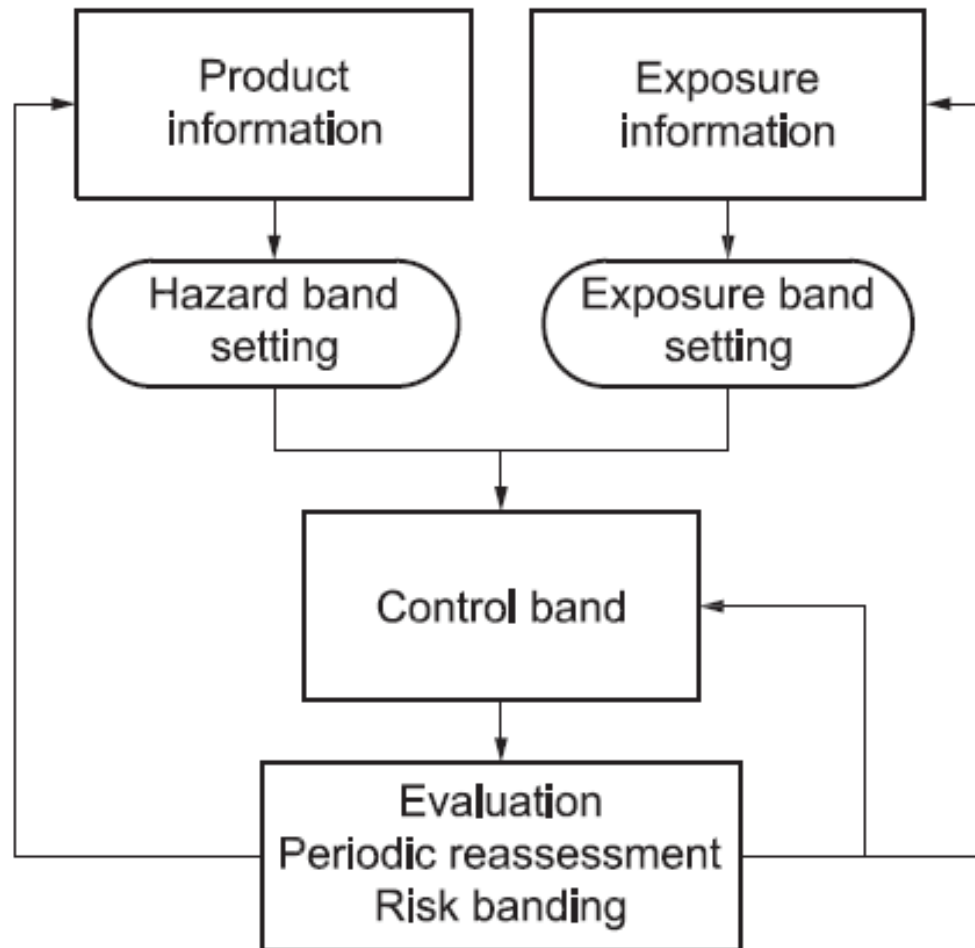 Product
information
Exposure
information
Hazard band
setting
Exposure band
setting
Control band
Evaluation
Periodic reassessment
Risk banding